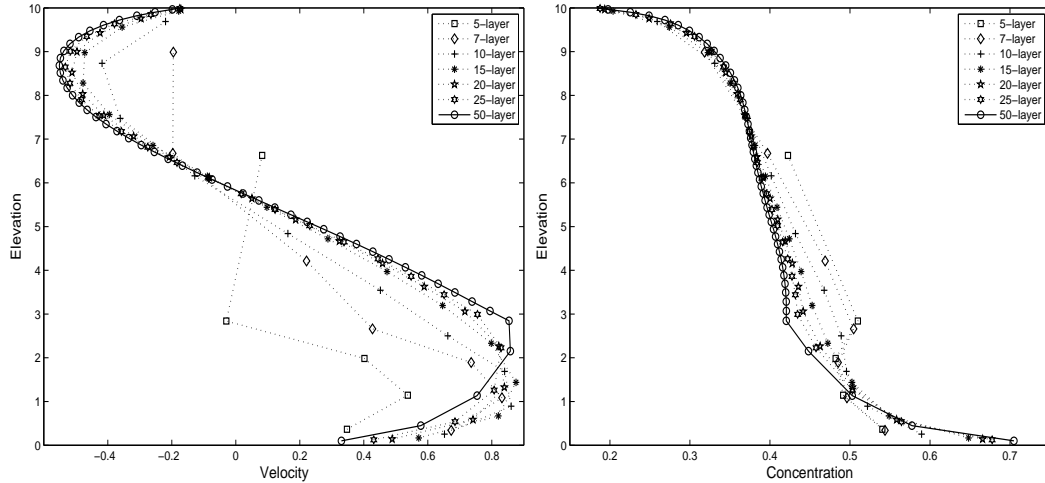 10
9
8
7
6
5
4
3
2
1
0
Elevation
−0.4
−0.2
0
0.2
0.4
0.6
0.8
Velocity
5−layer
7−layer
10−layer
15−layer
20−layer
25−layer
50−layer
10
9
8
7
6
5
4
3
2
1
0
Elevation
0.2
0.3
0.4
0.5
0.6
0.7
Concentration
5−layer
7−layer
10−layer
15−layer
20−layer
25−layer
50−layer